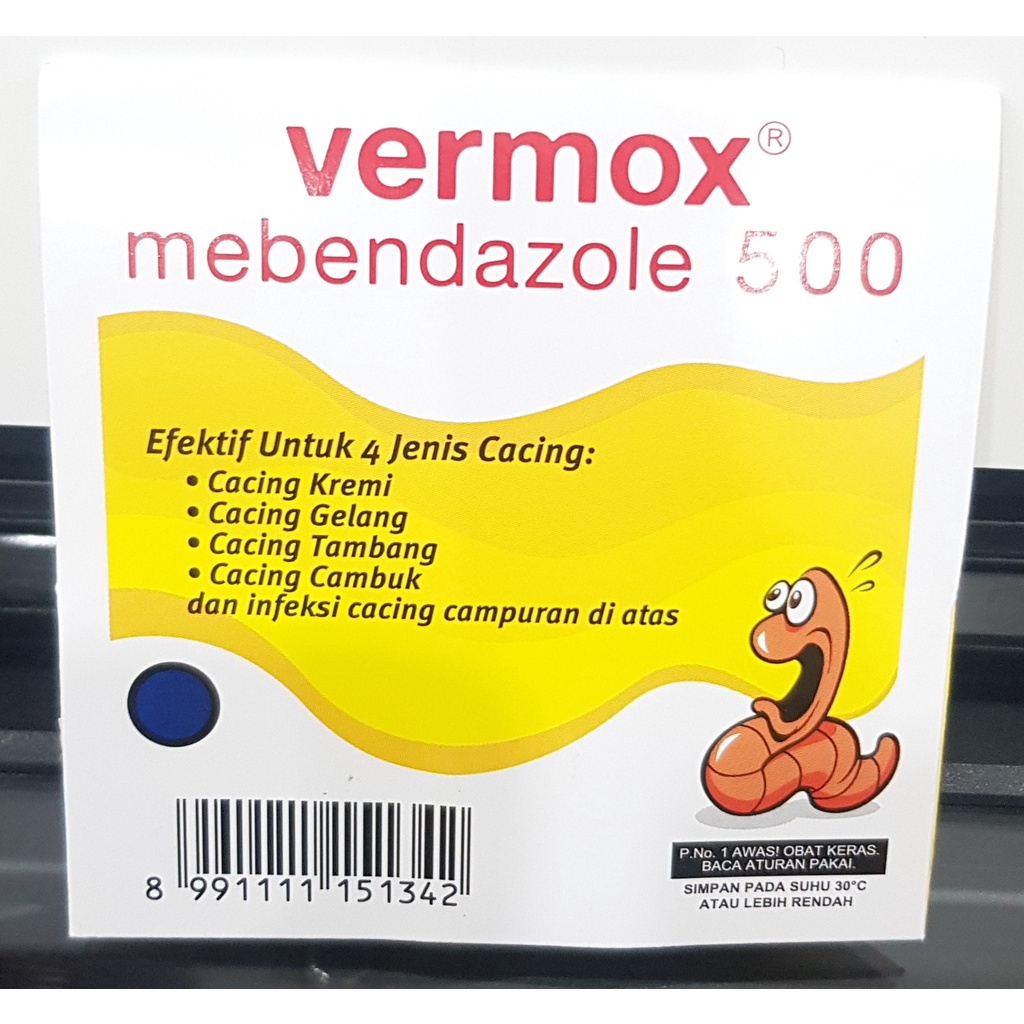 vermox®
mebendazole 500
Efektif Untuk 4 Jenis Cacing:
• Cacing Kremi
• Cacing Gelang
• Cacing Tambang
• Cacing Cambuk
dan infeksi cacing campuran di atas
8 991111 151342
P.No. 1 AWAS! OBAT KERAS.
BACA ATURAN PAKAI.
SIMPAN PADA SUHU 30°C
ATAU LEBIH RENDAH